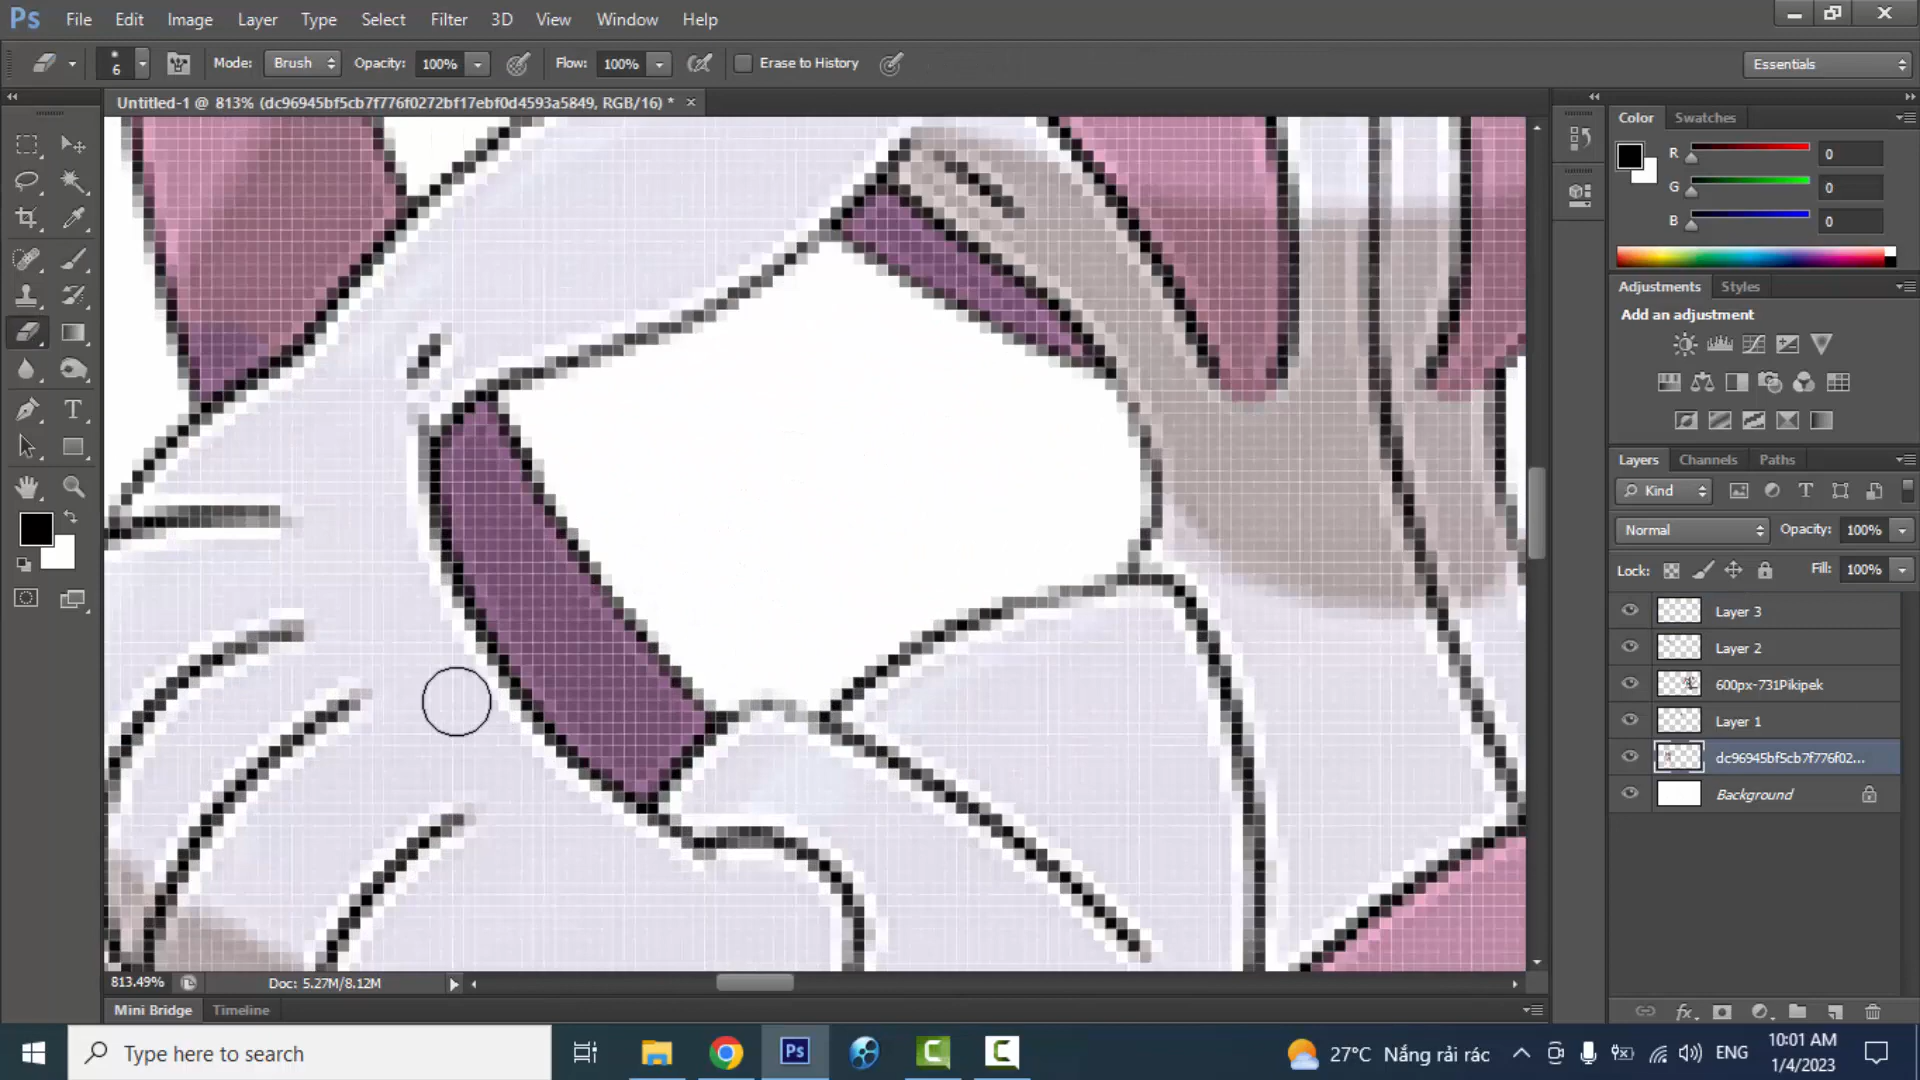 Ps File Edit Image Layer Type Select Filter 3D View Window Help
6 Mode: Brush Opacity: 100% Flow: 100% Erase to History Essentials
Untitled-1 @ 813% (dc96945bf5cb7f776f0272bf17ebf0d4593a5849, RGB/16) * ×
Color Swatches
R 0
G 0
B 0
Adjustments Styles
Add an adjustment
Layers Channels Paths
Kind
Normal Opacity: 100%
Lock: Fill: 100%
Layer 3
Layer 2
600px-731Pikipek
Layer 1
dc96945bf5cb7f776f02...
Background
813.49% Doc: 5.27M/8.12M
Mini Bridge Timeline
Type here to search
Ps
27°C Nắng rải rác
ENG
10:01 AM
1/4/2023